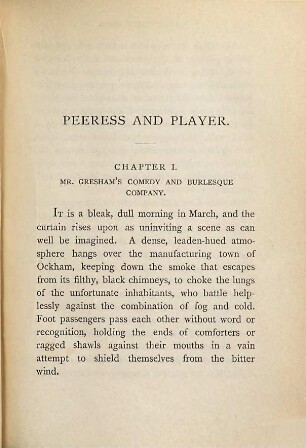 PEERESS AND PLAYER.
CHAPTER I.
MR. GRESHAM'S COMEDY AND BURLESQUE
COMPANY.
IT is a bleak, dull morning in March, and the
curtain rises upon as uninviting a scene as can
well be imagined. A dense, leaden-hued atmo-
sphere hangs over the manufacturing town of
Ockham, keeping down the smoke that escapes
from its filthy, black chimneys, to choke the lungs
of the unfortunate inhabitants, who battle help-
lessly against the combination of fog and cold.
Foot passengers pass each other without word or
recognition, holding the ends of comforters or
ragged shawls against their mouths in a vain
attempt to shield themselves from the bitter
wind.